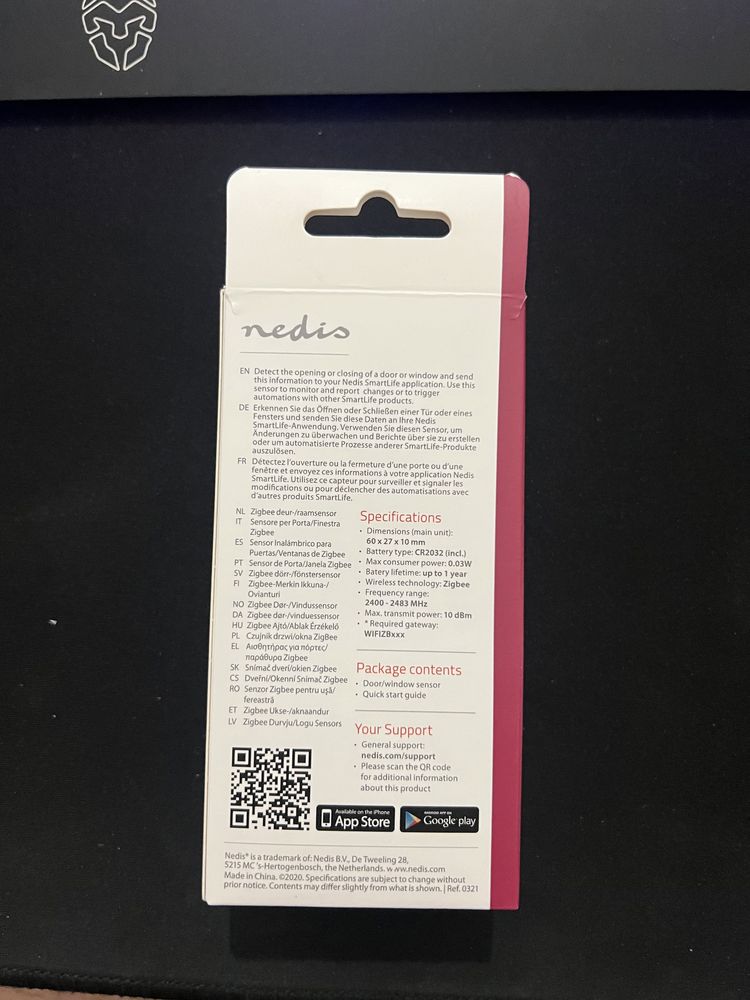 nedis
EN Detect the opening or closing of a door or window and send
this information to your Nedis SmartLife application. Use this
sensor to monitor and report changes or to trigger
automations with other SmartLife products.
DE Erkennen Sie das Öffnen oder Schließen einer Tür oder eines
Fensters und senden Sie diese Daten an Ihre Nedis
SmartLife-Anwendung. Verwenden Sie diesen Sensor, um
Änderungen zu überwachen und Berichte über sie zu erstellen
oder um automatisierte Prozesse anderer SmartLife-Produkte
auszulösen.
FR Détectez l'ouverture ou la fermeture d'une porte ou d'une
fenêtre et envoyez ces informations à votre application Nedis
SmartLife. Utilisez ce capteur pour surveiller et signaler les
modifications ou pour déclencher des automatisations avec
d'autres produits SmartLife.
NL Zigbee deur-/raamsensor
IT Sensore per Porta/Finestra
Zigbee
ES Sensor Inalámbrico para
Puertas/Ventanas de Zigbee
PT Sensor de Porta/Janela Zigbee
SV Zigbee dörr-/fönstersensor
FI Zigbee-Merkin Ikkuna-/
Ovianturi
NO Zigbee Dør-/Vindussensor
DA Zigbee dør-/vinduessensor
HU Zigbee Ajtó/Ablak Érzékelő
PL Czujnik drzwi/okna ZigBee
EL Αισθητήρας για πόρτες/
παράθυρα Zigbee
SK Snímač dverí/okien Zigbee
CS Dveřní/Okenní Snímač Zigbee
RO Senzor Zigbee pentru ușă/
fereastră
ET Zigbee Ukse-/aknaandur
LV Zigbee Durvju/Logu Sensors
Specifications
• Dimensions (main unit):
60 x 27 x 10 mm
• Battery type: CR2032 (incl.)
• Max consumer power: 0.03W
• Batery lifetime: up to 1 year
• Wireless technology: Zigbee
• Frequency range:
2400 - 2483 MHz
• Max. transmit power: 10 dBm
• * Required gateway:
WIFIZBxxx
Package contents
• Door/window sensor
• Quick start guide
Your Support
• General support:
nedis.com/support
• Please scan the QR code
for additional information
about this product
Available on the iPhone
App Store
ANDROID APP ON
Google play
Nedis® is a trademark of: Nedis B.V., De Tweeling 28,
5215 MC 's-Hertogenbosch, the Netherlands. www.nedis.com
Made in China. ©2020. Specifications are subject to change without
prior notice. Contents may differ slightly from what is shown. | Ref. 0321